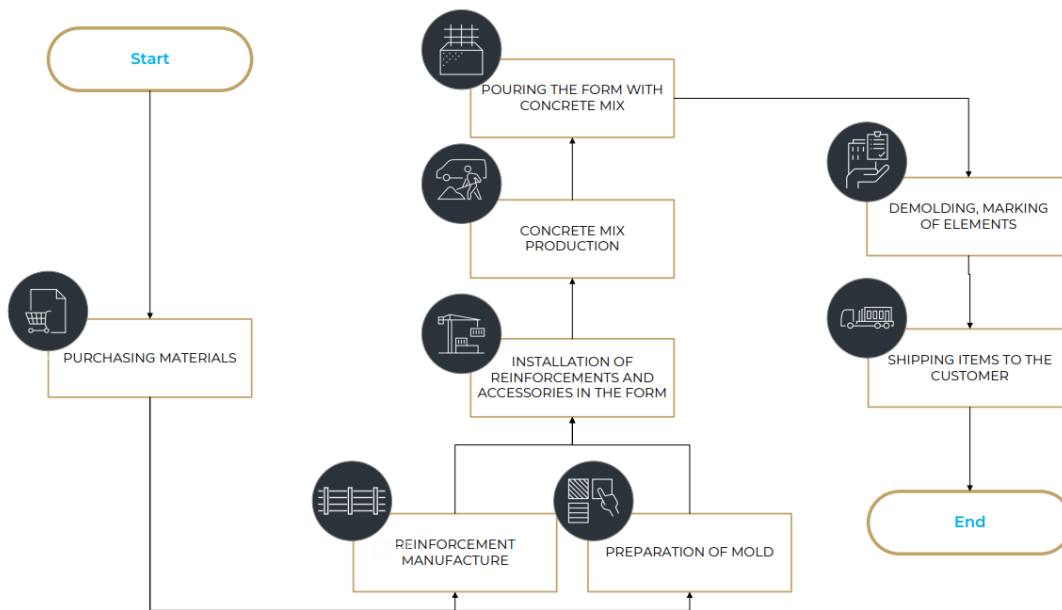 Start
PURCHASING MATERIALS
REINFORCEMENT
MANUFACTURE
PREPARATION OF MOLD
INSTALLATION OF
REINFORCEMENTS AND
ACCESSORIES IN THE FORM
CONCRETE MIX
PRODUCTION
POURING THE FORM WITH
CONCRETE MIX
DEMOLDING, MARKING
OF ELEMENTS
SHIPPING ITEMS TO THE
CUSTOMER
End